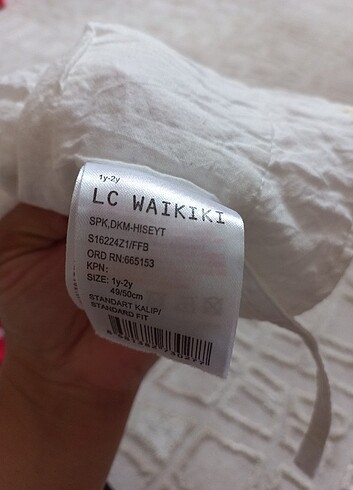 1y-2y
LC WAIKIKI
SPK,DKM-HISEYT
S16224Z1/FFB
ORD RN:665153
KPN:
SIZE: 1y-2y
49/50cm
STANDART KALIP/
STANDARD FIT